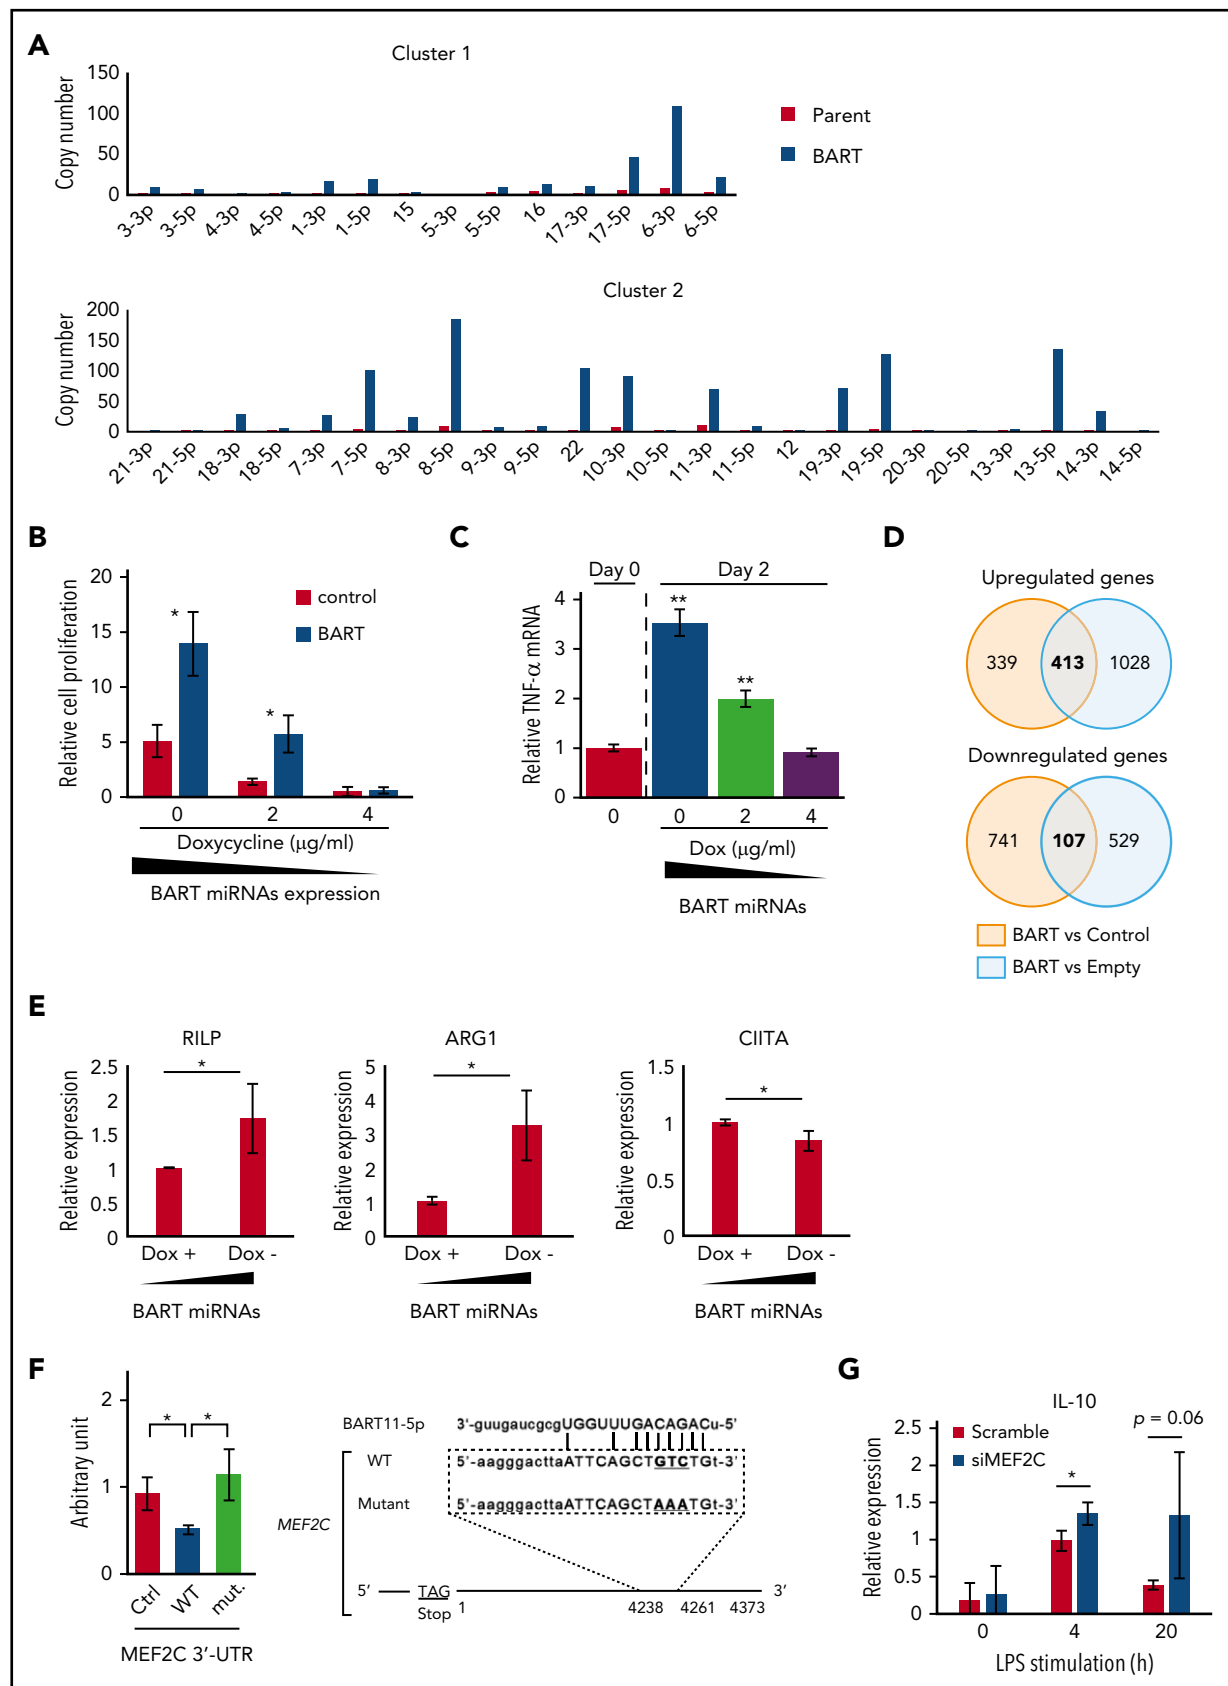 A
Cluster 1
Copy number
150
100
50
0
3-3p 3-5p 4-3p 4-5p 1-3p 1-5p 15 5-3p 5-5p 16 17-3p 17-5p 6-3p 6-5p
Parent
BART
Cluster 2
Copy number
200
150
100
50
0
21-3p 21-5p 18-3p 18-5p 7-3p 7-5p 8-3p 8-5p 9-3p 9-5p 22 10-3p 10-5p 11-3p 11-5p 12 19-3p 19-5p 20-3p 20-5p 13-3p 13-5p 14-3p 14-5p
B
Relative cell proliferation
20
15
10
5
0
* *
control
BART
0 2 4
Doxycycline (μg/ml)
BART miRNAs expression
C
Relative TNF-α mRNA
Day 0 Day 2
4
3
2
1
0
** **
0 0 2 4
Dox (μg/ml)
BART miRNAs
D
Upregulated genes
339 413 1028
Downregulated genes
741 107 529
BART vs Control
BART vs Empty
E
RILP
Relative expression
2.5
2
1.5
1
0.5
0
*
Dox + Dox -
BART miRNAs
ARG1
Relative expression
5
4
3
2
1
0
*
Dox + Dox -
BART miRNAs
CIITA
Relative expression
1.5
1
0.5
0
*
Dox + Dox -
BART miRNAs
F
Arbitrary unit
2
1
0
* *
Ctrl WT mut.
MEF2C 3'-UTR
BART11-5p 3'-guugaucgcgUGGUUUGACAGACu-5'
WT 5'-aagggacttaATTCAGCTGTCTGt-3'
Mutant 5'-aagggacttaATTCAGCTAAATGt-3'
MEF2C
5' TAG 3'
Stop 1 4238 4261 4373
G
IL-10
Relative expression
2.5
2
1.5
1
0.5
0
Scramble
siMEF2C
*
p = 0.06
0 4 20
LPS stimulation (h)